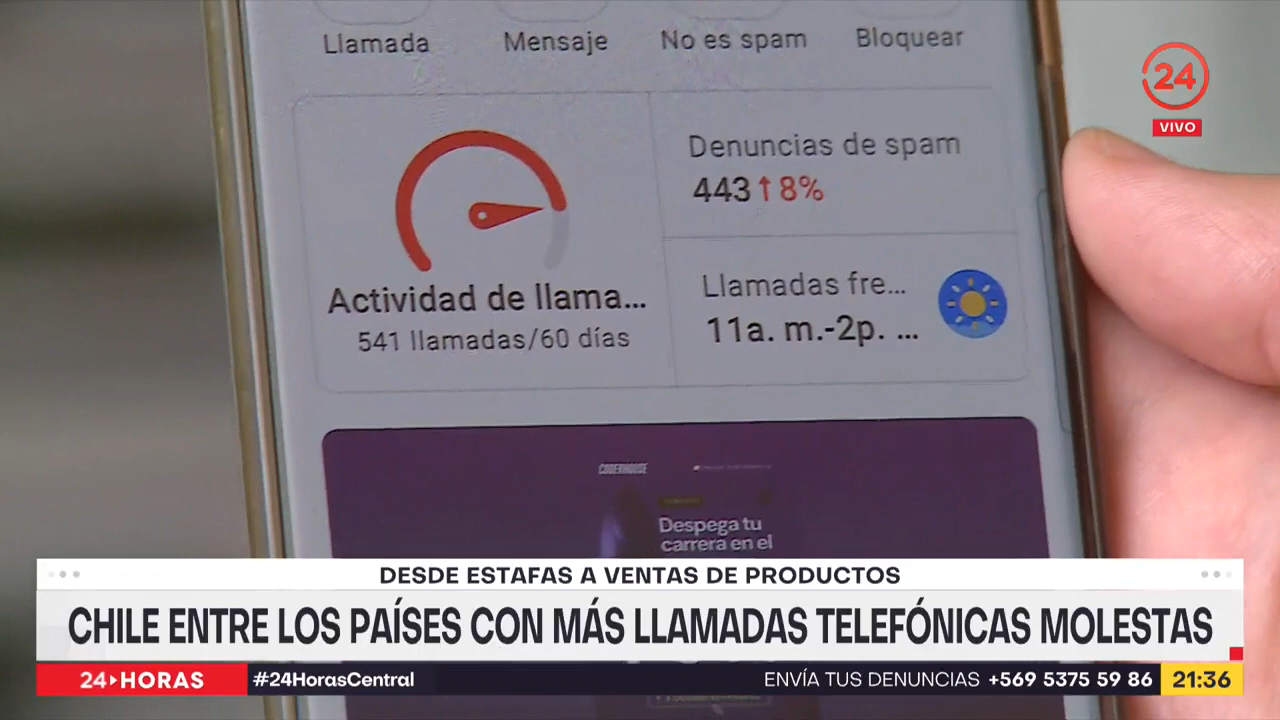 Llamada
Mensaje
No es spam
Bloquear
24
VIVO
Denuncias de spam
443↑8%
Actividad de llama...
541 llamadas/60 días
Llamadas fre...
11a. m.-2p. ...
CODERHOUSE
Despega tu
carrera en el
DESDE ESTAFAS A VENTAS DE PRODUCTOS
CHILE ENTRE LOS PAÍSES CON MÁS LLAMADAS TELEFÓNICAS MOLESTAS
24 HORAS
#24HorasCentral
ENVÍA TUS DENUNCIAS +569 5375 59 86
21:36